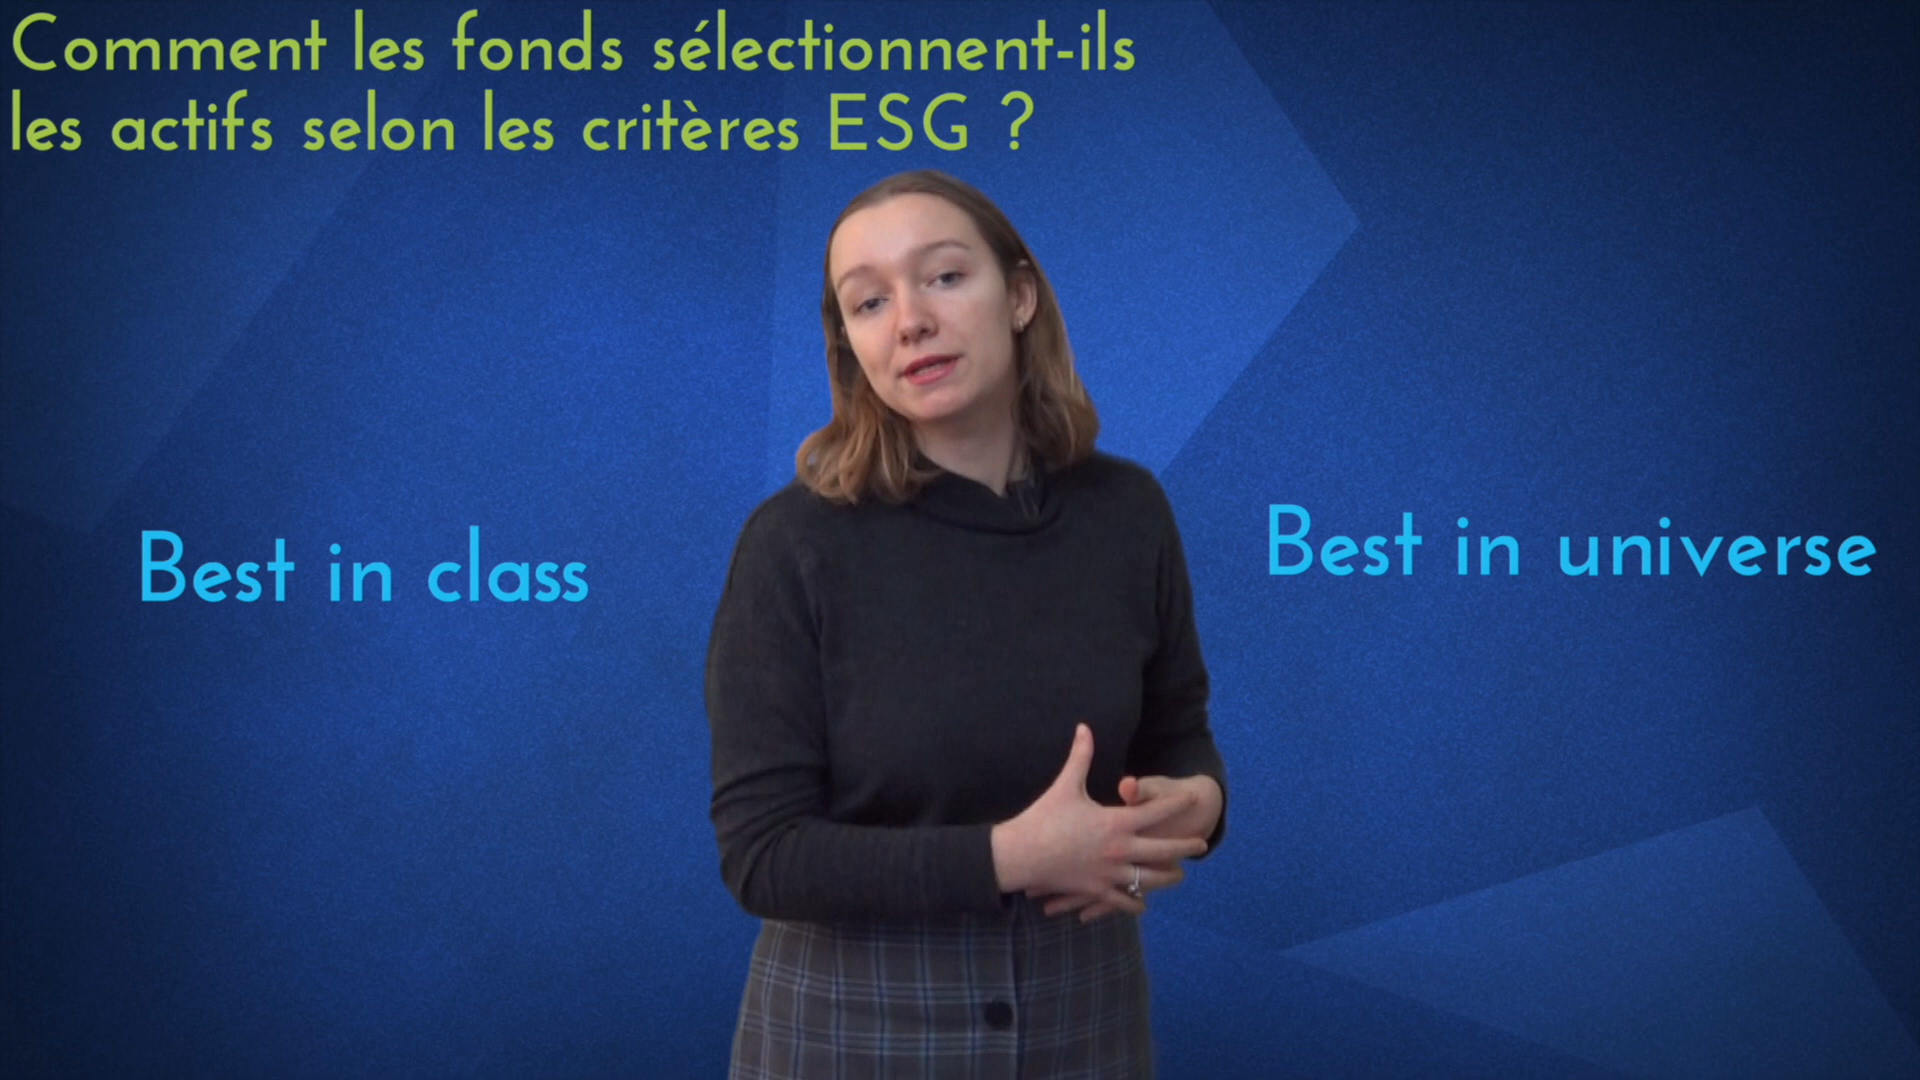 Comment les fonds sélectionnent-ils
les actifs selon les critères ESG ?
Best in class
Best in universe